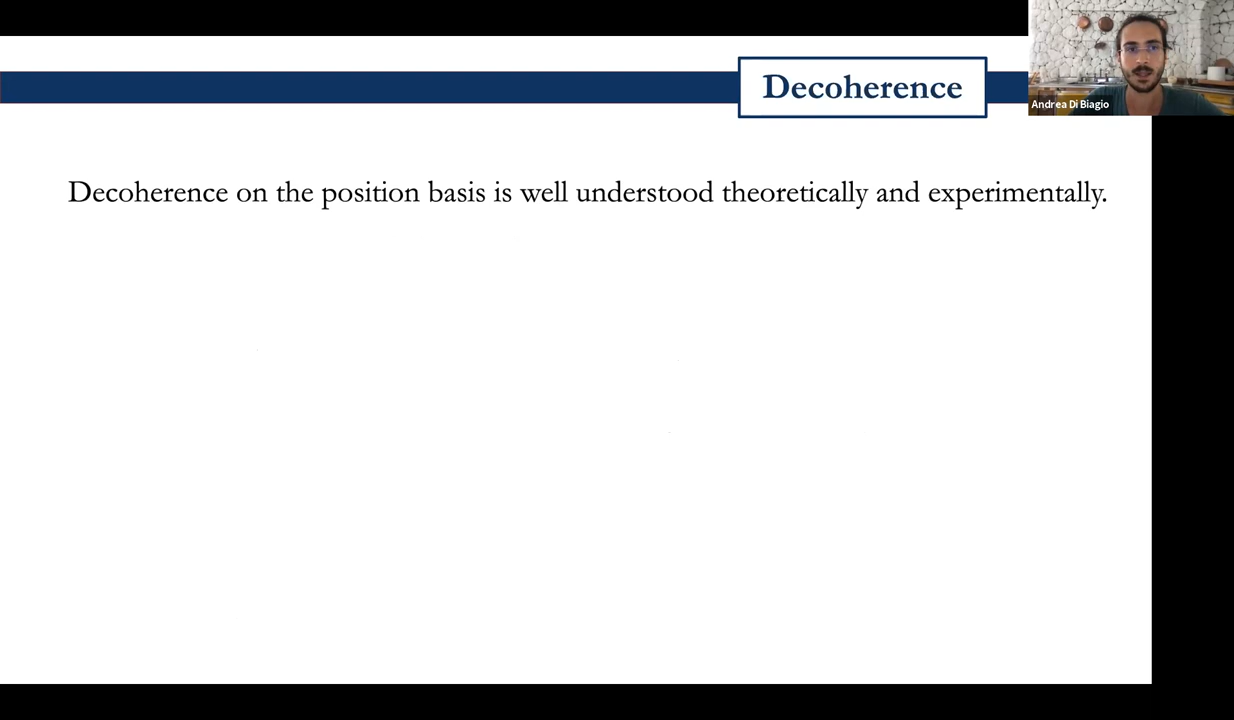 Decoherence
Andrea Di Biagio
Decoherence on the position basis is well understood theoretically and experimentally.